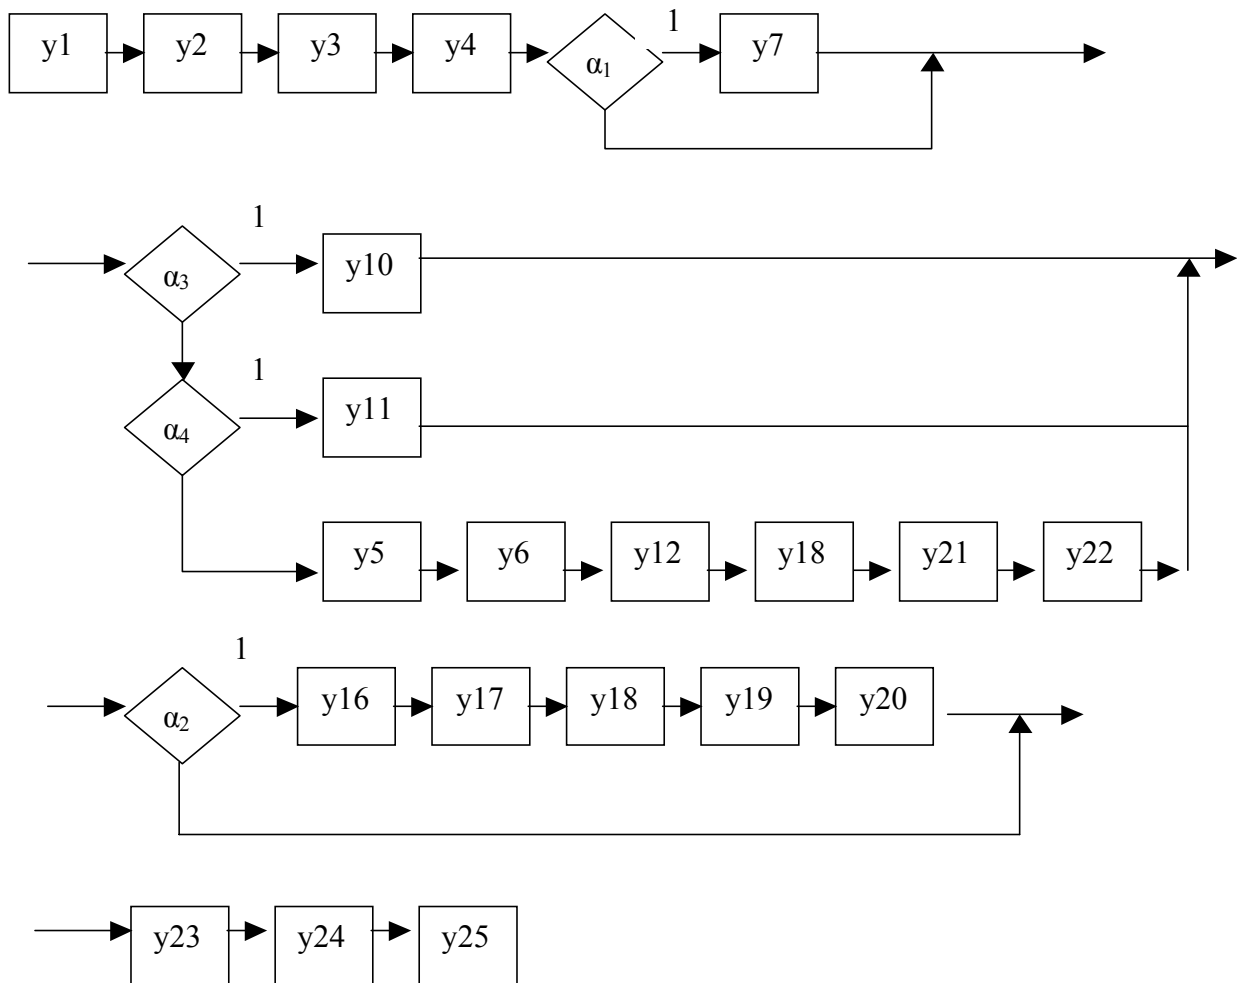 y1 y2 y3 y4 α₁ 1 y7
α₃ 1 y10
α₄ 1 y11
y5 y6 y12 y18 y21 y22
α₂ 1 y16 y17 y18 y19 y20
y23 y24 y25